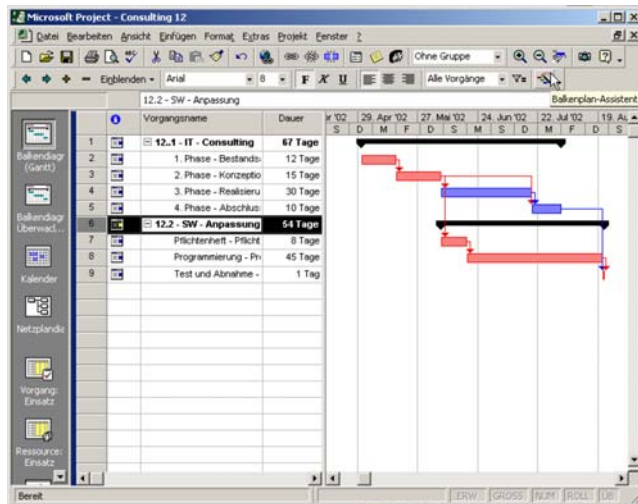 Microsoft Project - Consulting 12
Datei Bearbeiten Ansicht Einfügen Format Extras Projekt Fenster ?
Ohne Gruppe
Einblenden Arial 8 F K U Alle Vorgänge
12.2 - SW - Anpassung
Balkenplan-Assistent
Vorgangsname Dauer ir '02 29. Apr '02 27. Mai '02 24. Jun '02 22. Jul '02 19. Au
S D M F D S M S D M F D S
1 12..1 - IT - Consulting 67 Tage
2 1. Phase - Bestands 12 Tage
3 2. Phase - Konzeptio 15 Tage
4 3. Phase - Realisieru 30 Tage
5 4. Phase - Abschlus 10 Tage
6 12.2 - SW - Anpassung 54 Tage
7 Pflichtenheft - Pflicht 8 Tage
8 Programmierung - Pr 45 Tage
9 Test und Abnahme - 1 Tag
Balkendiagr
(Gantt)
Balkendiagr
Überwac...
Kalender
Netzplandia
Vorgang:
Einsatz
Ressource:
Einsatz
Bereit ERW GROSS NUM ROLL ÜB